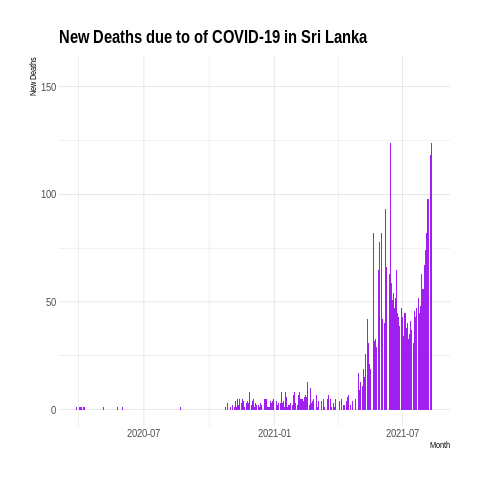 New Deaths due to of COVID-19 in Sri Lanka
New Deaths
150
100
50
0
2020-07 2021-01 2021-07
Month